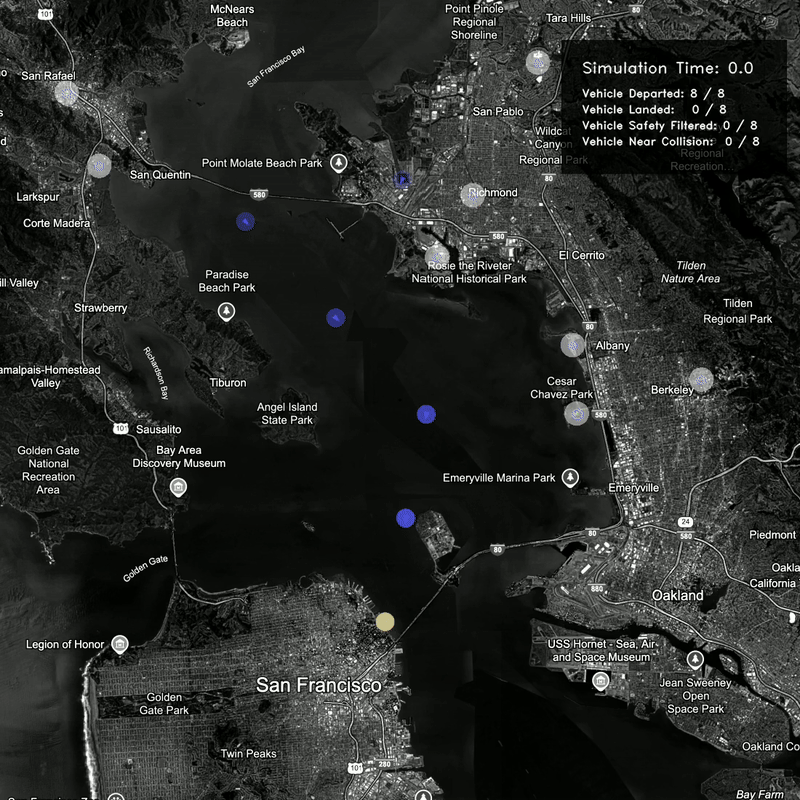 101
McNears
Beach
Point Pinole
Regional
Shoreline
Tara Hills
80
San Francisco Bay
San Rafael
Simulation Time: 0.0
Vehicle Departed: 8 / 8
Vehicle Landed: 0 / 8
Vehicle Safety Filtered: 0 / 8
Vehicle Near Collision: 0 / 8
San Pablo
Wildcat
Canyon
Regional Park
Regional
Recreation...
Point Molate Beach Park
San Quentin
580
80
Richmond
Larkspur
Corte Madera
580
El Cerrito
Rosie the Riveter
National Historical Park
Tilden
Nature Area
ill Valley
Paradise
Beach Park
Strawberry
Tilden
Regional Park
80
Albany
Richardson Bay
amalpais-Homestead
Valley
Tiburon
Cesar
Chavez Park
Berkeley
580
Angel Island
State Park
101
Sausalito
Golden Gate
National
Recreation
Area
Bay Area
Discovery Museum
Emeryville Marina Park
Emeryville
24
580
80
80
Piedmont
Golden Gate
Oakla
California
880
Oakland
Legion of Honor
USS Hornet - Sea, Air
and Space Museum
San Francisco
Jean Sweeney
Open
Space Park
Golden
Gate Park
Twin Peaks
Oakland Co
101
280
Bay Farm